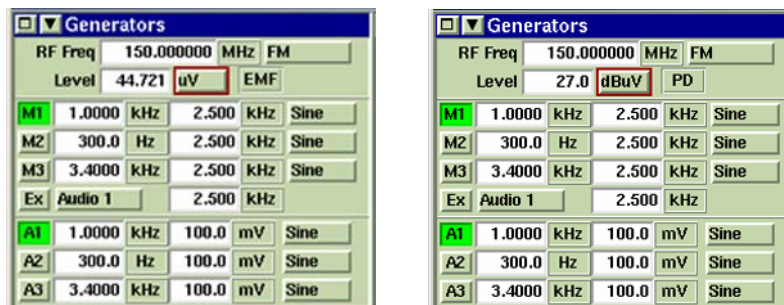 Generators
RF Freq 150.000000 MHz FM
Level 44.721 uV EMF
M1 1.0000 kHz 2.500 kHz Sine
M2 300.0 Hz 2.500 kHz Sine
M3 3.4000 kHz 2.500 kHz Sine
Ex Audio 1 2.500 kHz
A1 1.0000 kHz 100.0 mV Sine
A2 300.0 Hz 100.0 mV Sine
A3 3.4000 kHz 100.0 mV Sine
Generators
RF Freq 150.000000 MHz FM
Level 27.0 dBuV PD
M1 1.0000 kHz 2.500 kHz Sine
M2 300.0 Hz 2.500 kHz Sine
M3 3.4000 kHz 2.500 kHz Sine
Ex Audio 1 2.500 kHz
A1 1.0000 kHz 100.0 mV Sine
A2 300.0 Hz 100.0 mV Sine
A3 3.4000 kHz 100.0 mV Sine